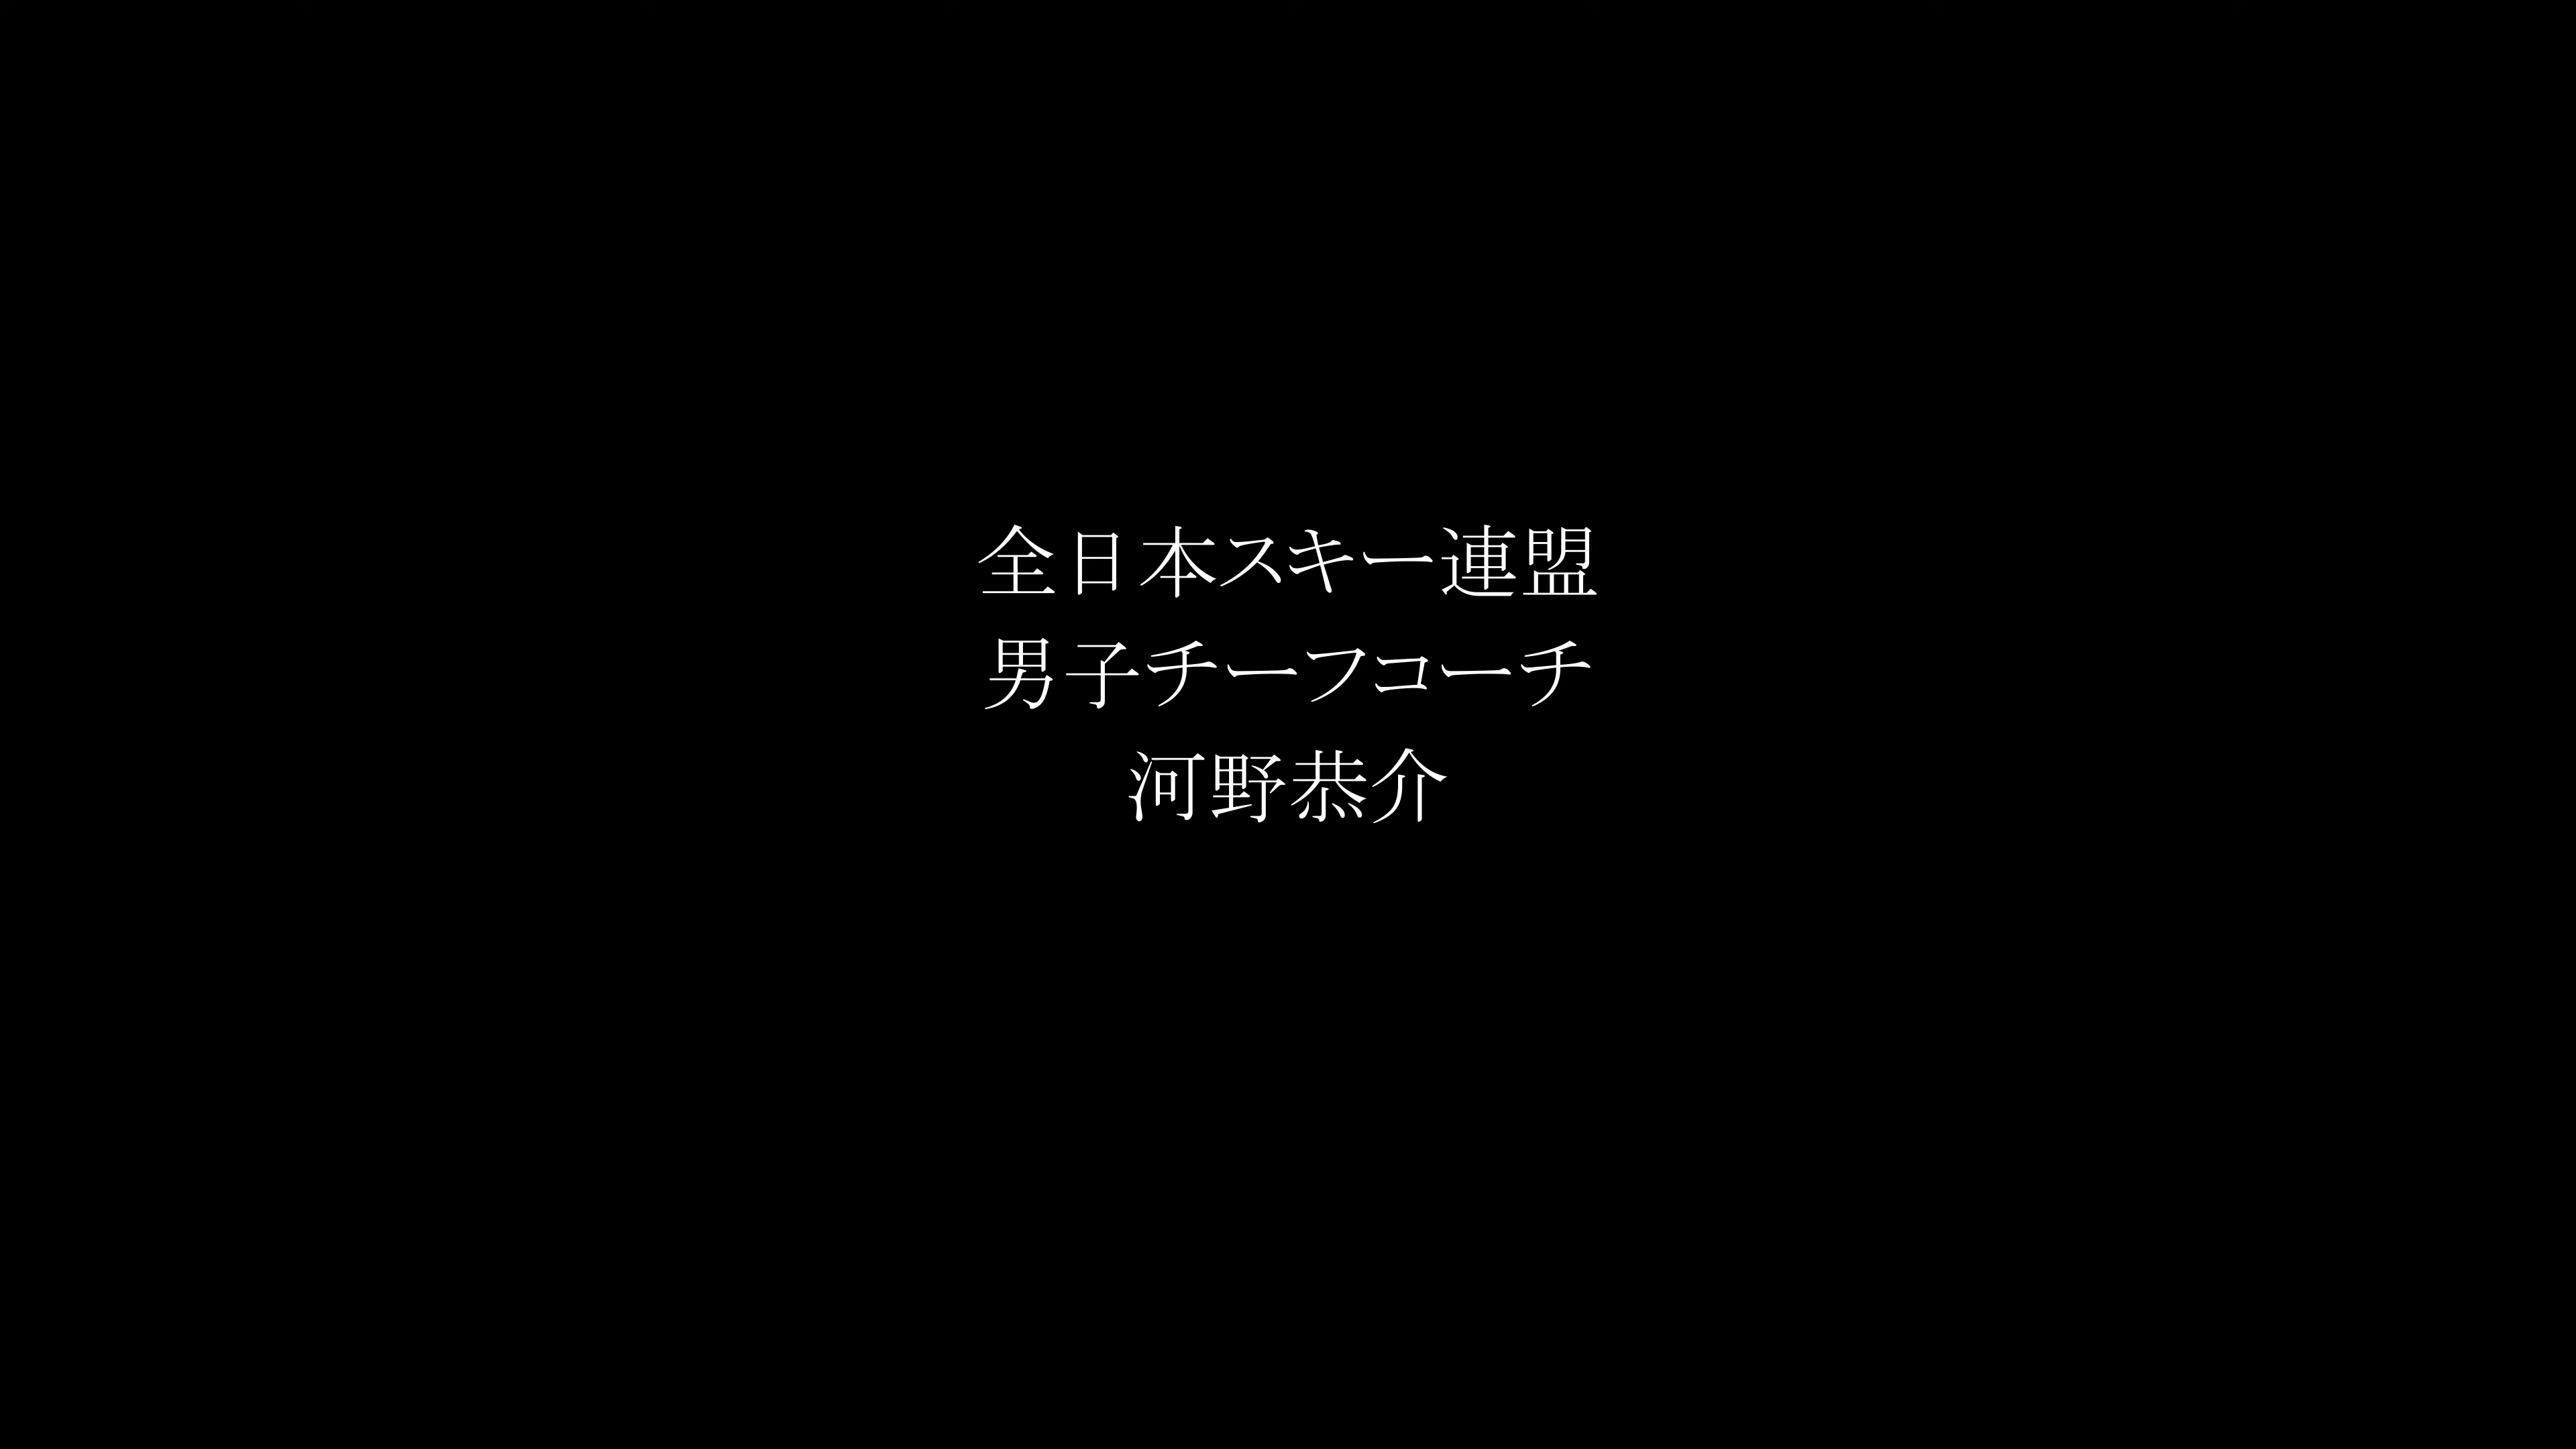 全日本スキー連盟
男子チーフコーチ
河野恭介